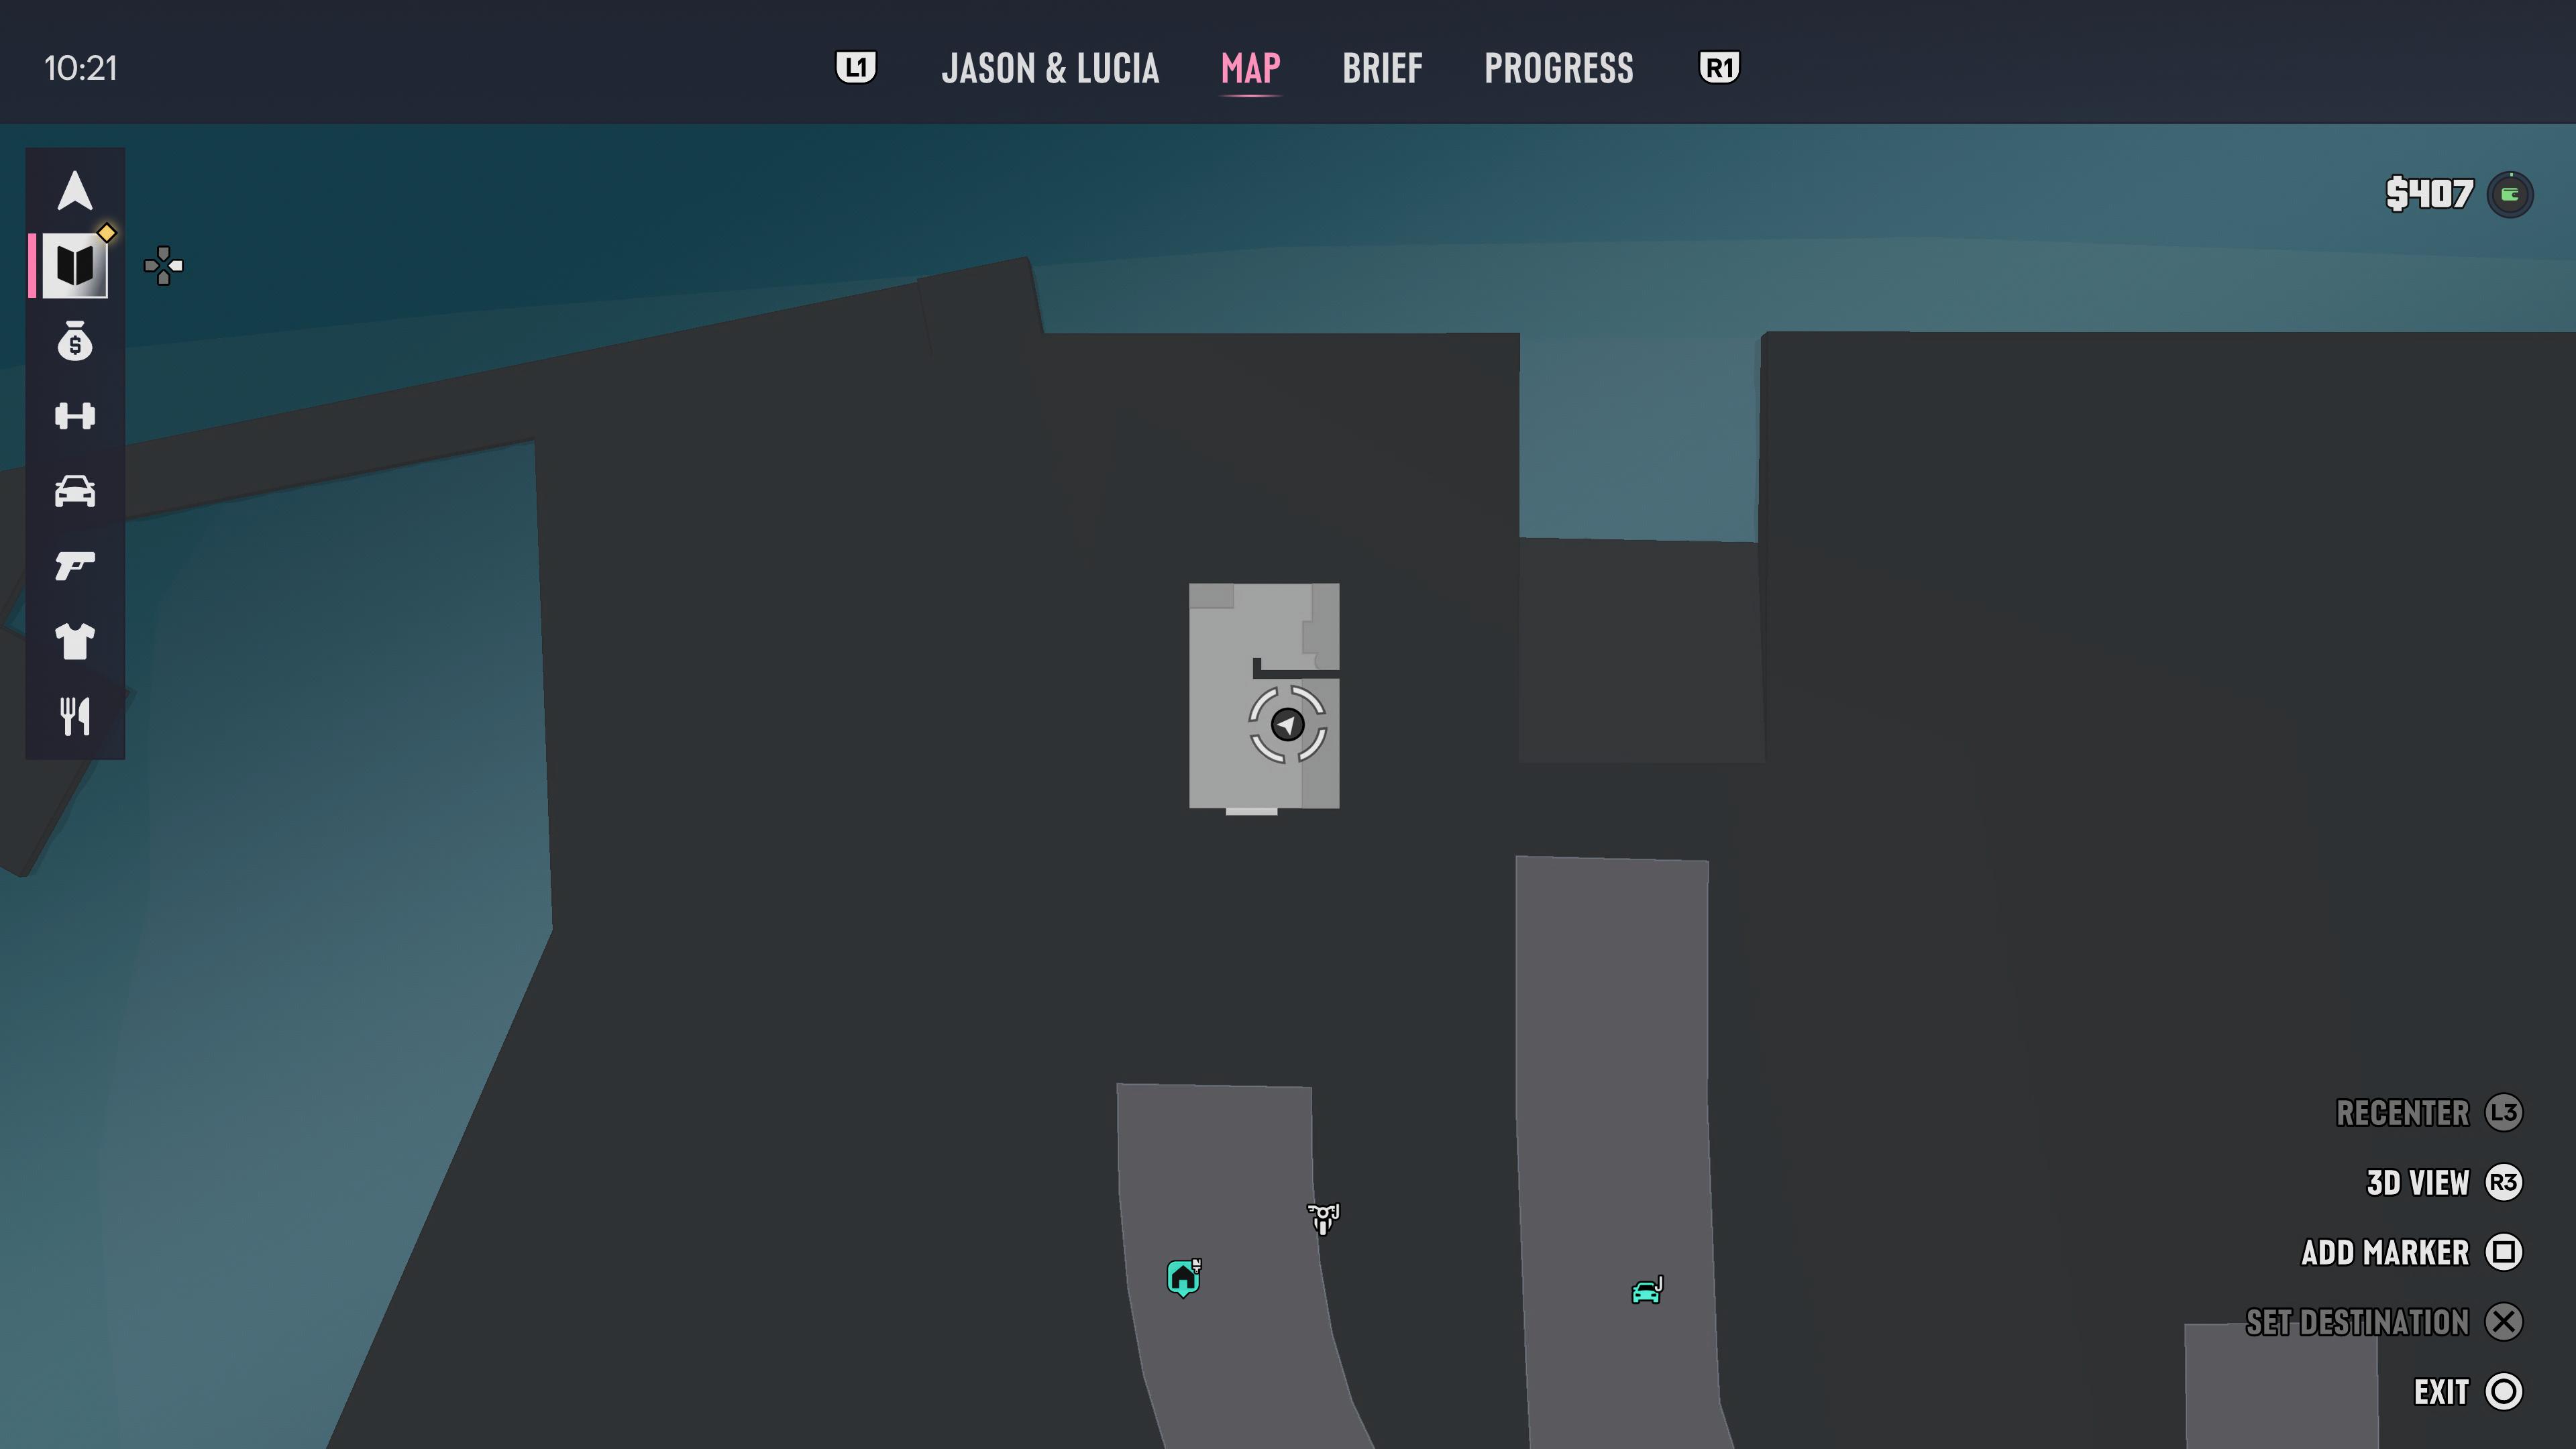 10:21
L1 JASON & LUCIA MAP BRIEF PROGRESS R1
$407
$
RECENTER L3
3D VIEW R3
ADD MARKER
SET DESTINATION
EXIT
J
J